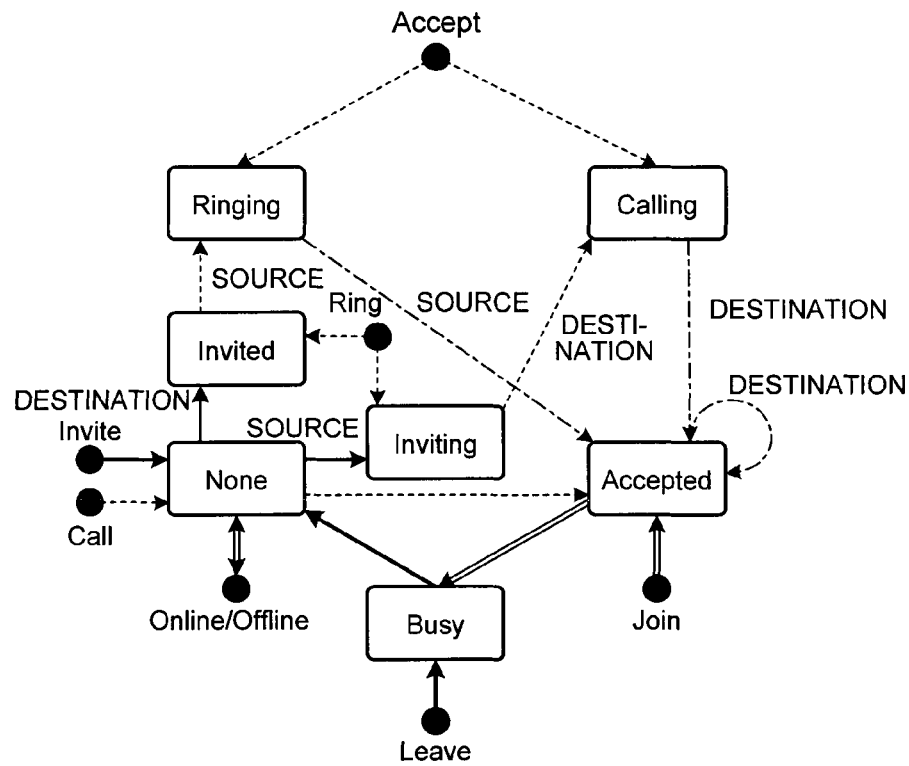 Accept
Ringing
Calling
SOURCE
Ring
SOURCE
DESTI-
NATION
DESTINATION
Invited
DESTINATION
DESTINATION
Invite
SOURCE
Inviting
None
Accepted
Call
Online/Offline
Busy
Join
Leave